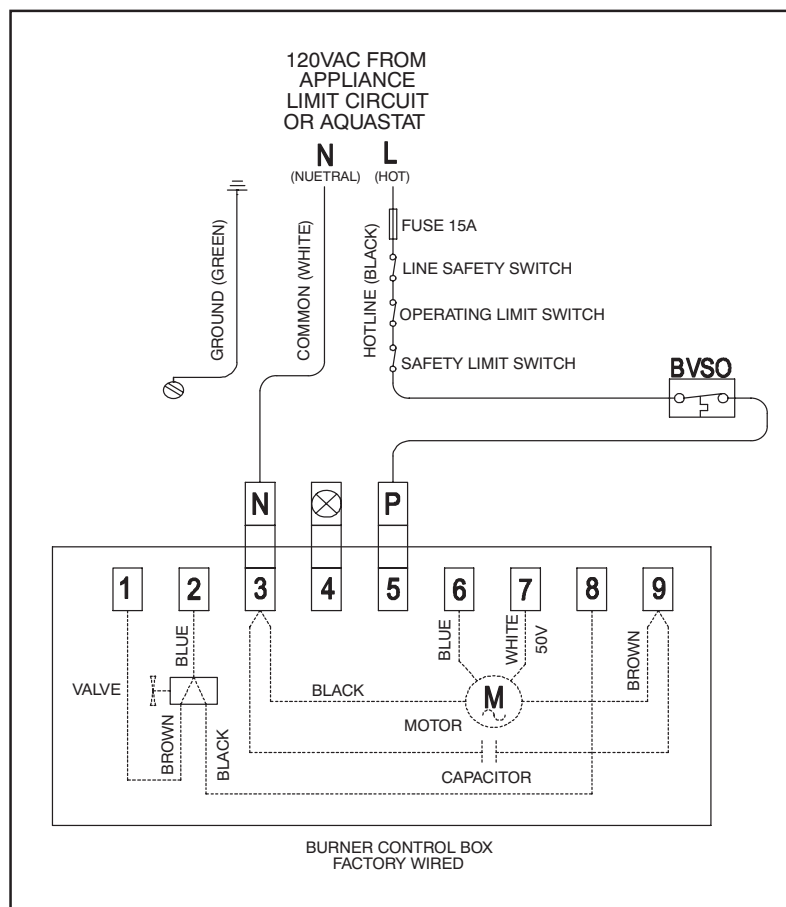 120VAC FROM
APPLIANCE
LIMIT CIRCUIT
OR AQUASTAT
N
L
(NUETRAL)
(HOT)
GROUND (GREEN)
COMMON (WHITE)
HOTLINE (BLACK)
FUSE 15A
LINE SAFETY SWITCH
OPERATING LIMIT SWITCH
SAFETY LIMIT SWITCH
BVSO
N
P
1
2
3
4
5
6
7
8
9
BLUE
BLUE
WHITE
50V
BROWN
VALVE
BLACK
M
MOTOR
BROWN
BLACK
CAPACITOR
BURNER CONTROL BOX
FACTORY WIRED